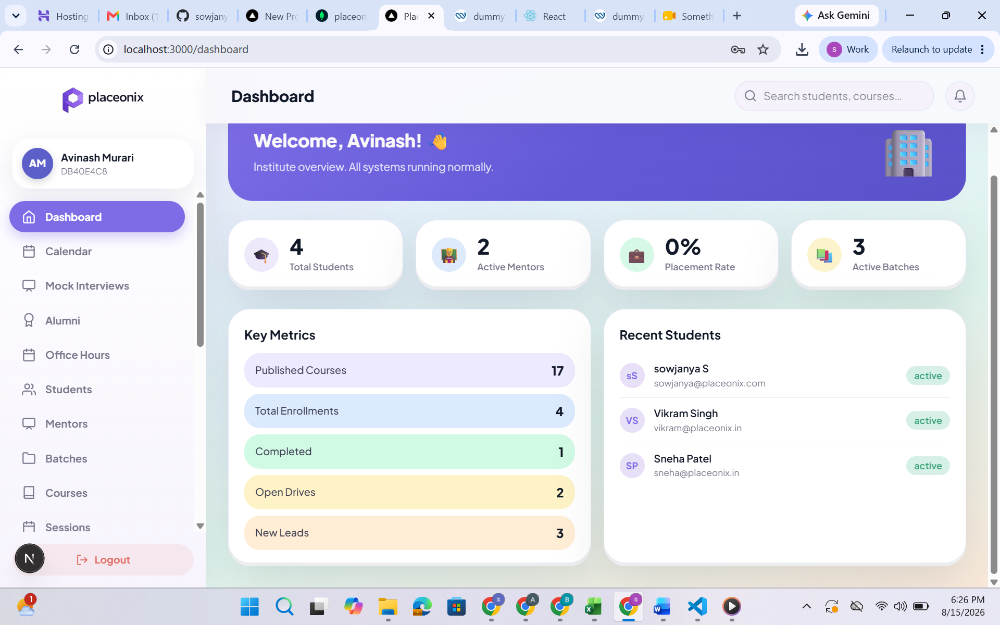 Hosting
Inbox (1
sowjany
New Pro
placeon
Pla
dummy
React
dummy
Someth
Ask Gemini
localhost:3000/dashboard
S
Work
Relaunch to update
placeonix
Dashboard
Search students, courses...
AM
Avinash Murari
DB40E4C8
Welcome, Avinash!
Institute overview. All systems running normally.
Dashboard
Calendar
Mock Interviews
Alumni
Office Hours
Students
Mentors
Batches
Courses
Sessions
N
Logout
4
Total Students
2
Active Mentors
0%
Placement Rate
3
Active Batches
Key Metrics
Published Courses 17
Total Enrollments 4
Completed 1
Open Drives 2
New Leads 3
Recent Students
sS
sowjanya S
sowjanya@placeonix.com
active
VS
Vikram Singh
vikram@placeonix.in
active
SP
Sneha Patel
sneha@placeonix.in
active
1
S
A
B
S
6:26 PM
8/15/2026